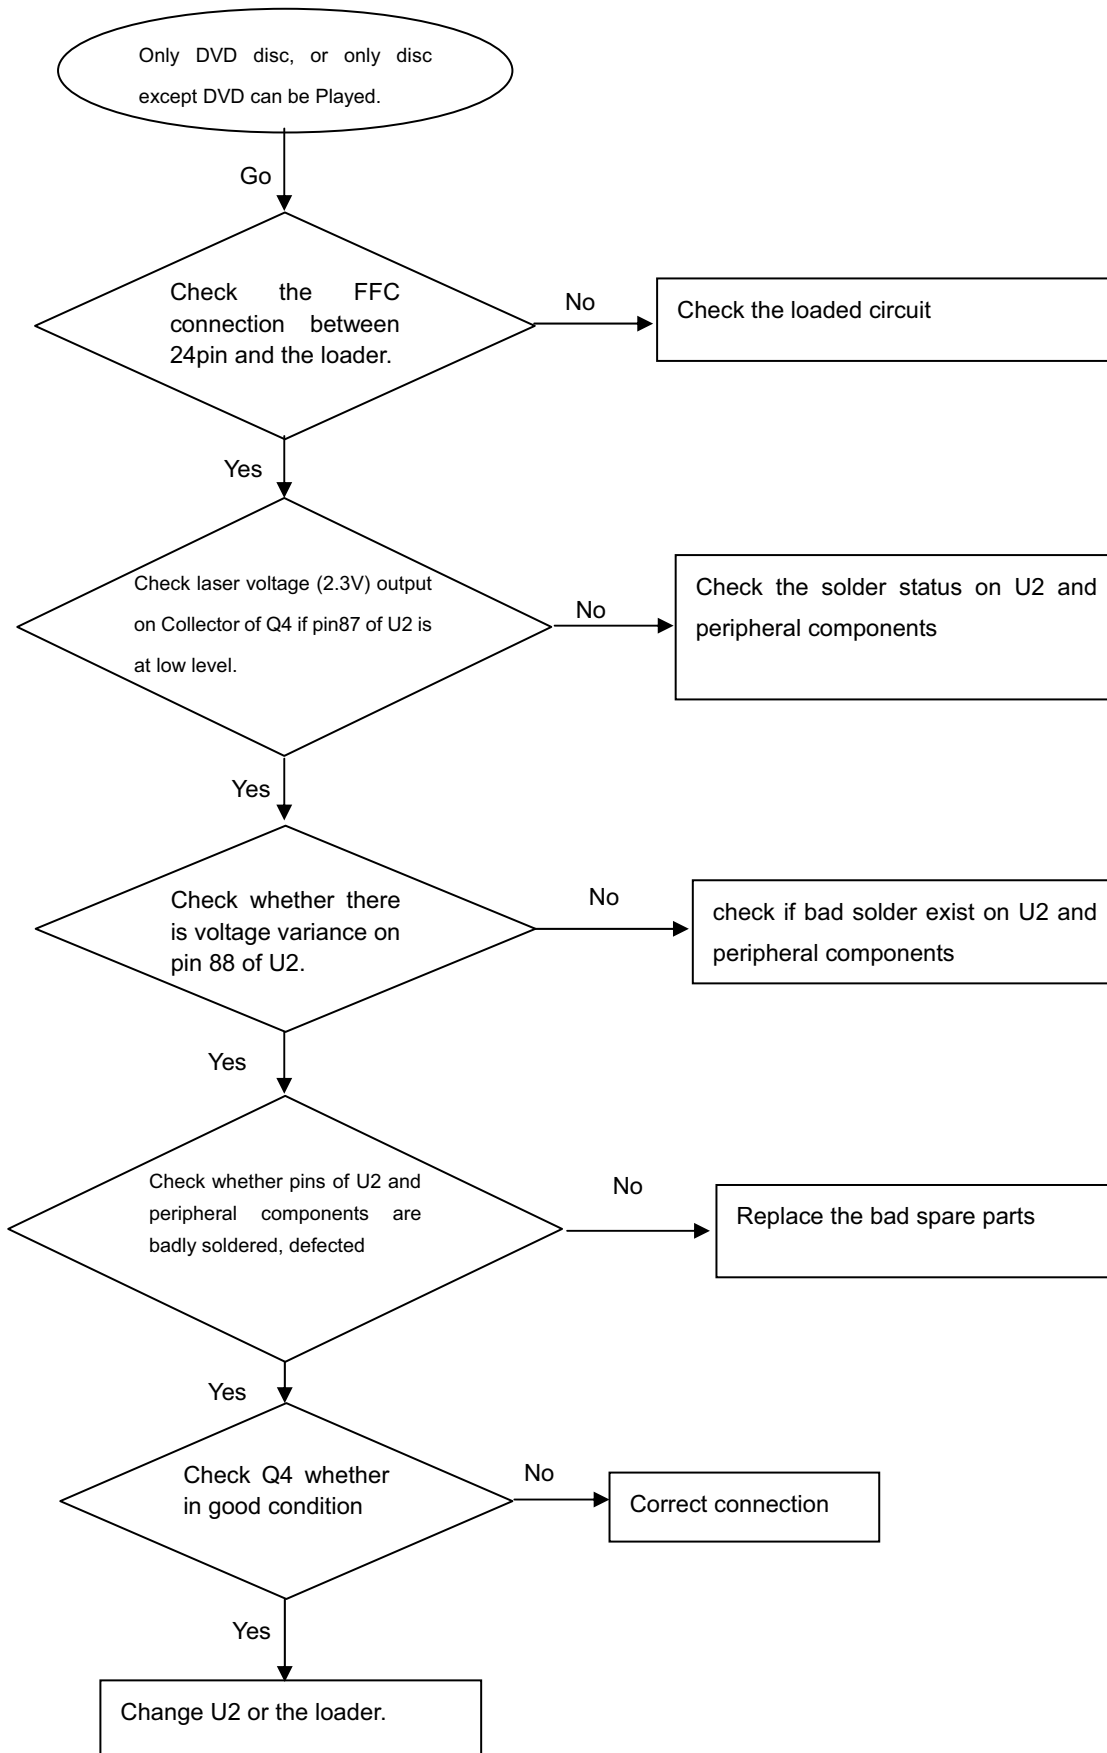 Only DVD disc, or only disc
except DVD can be Played.
Go
Check the FFC
connection between
24pin and the loader.
No
Check the loaded circuit
Yes
Check laser voltage (2.3V) output
on Collector of Q4 if pin87 of U2 is
at low level.
No
Check the solder status on U2 and
peripheral components
Yes
Check whether there
is voltage variance on
pin 88 of U2.
No
check if bad solder exist on U2 and
peripheral components
Yes
Check whether pins of U2 and
peripheral components are
badly soldered, defected
No
Replace the bad spare parts
Yes
Check Q4 whether
in good condition
No
Correct connection
Yes
Change U2 or the loader.